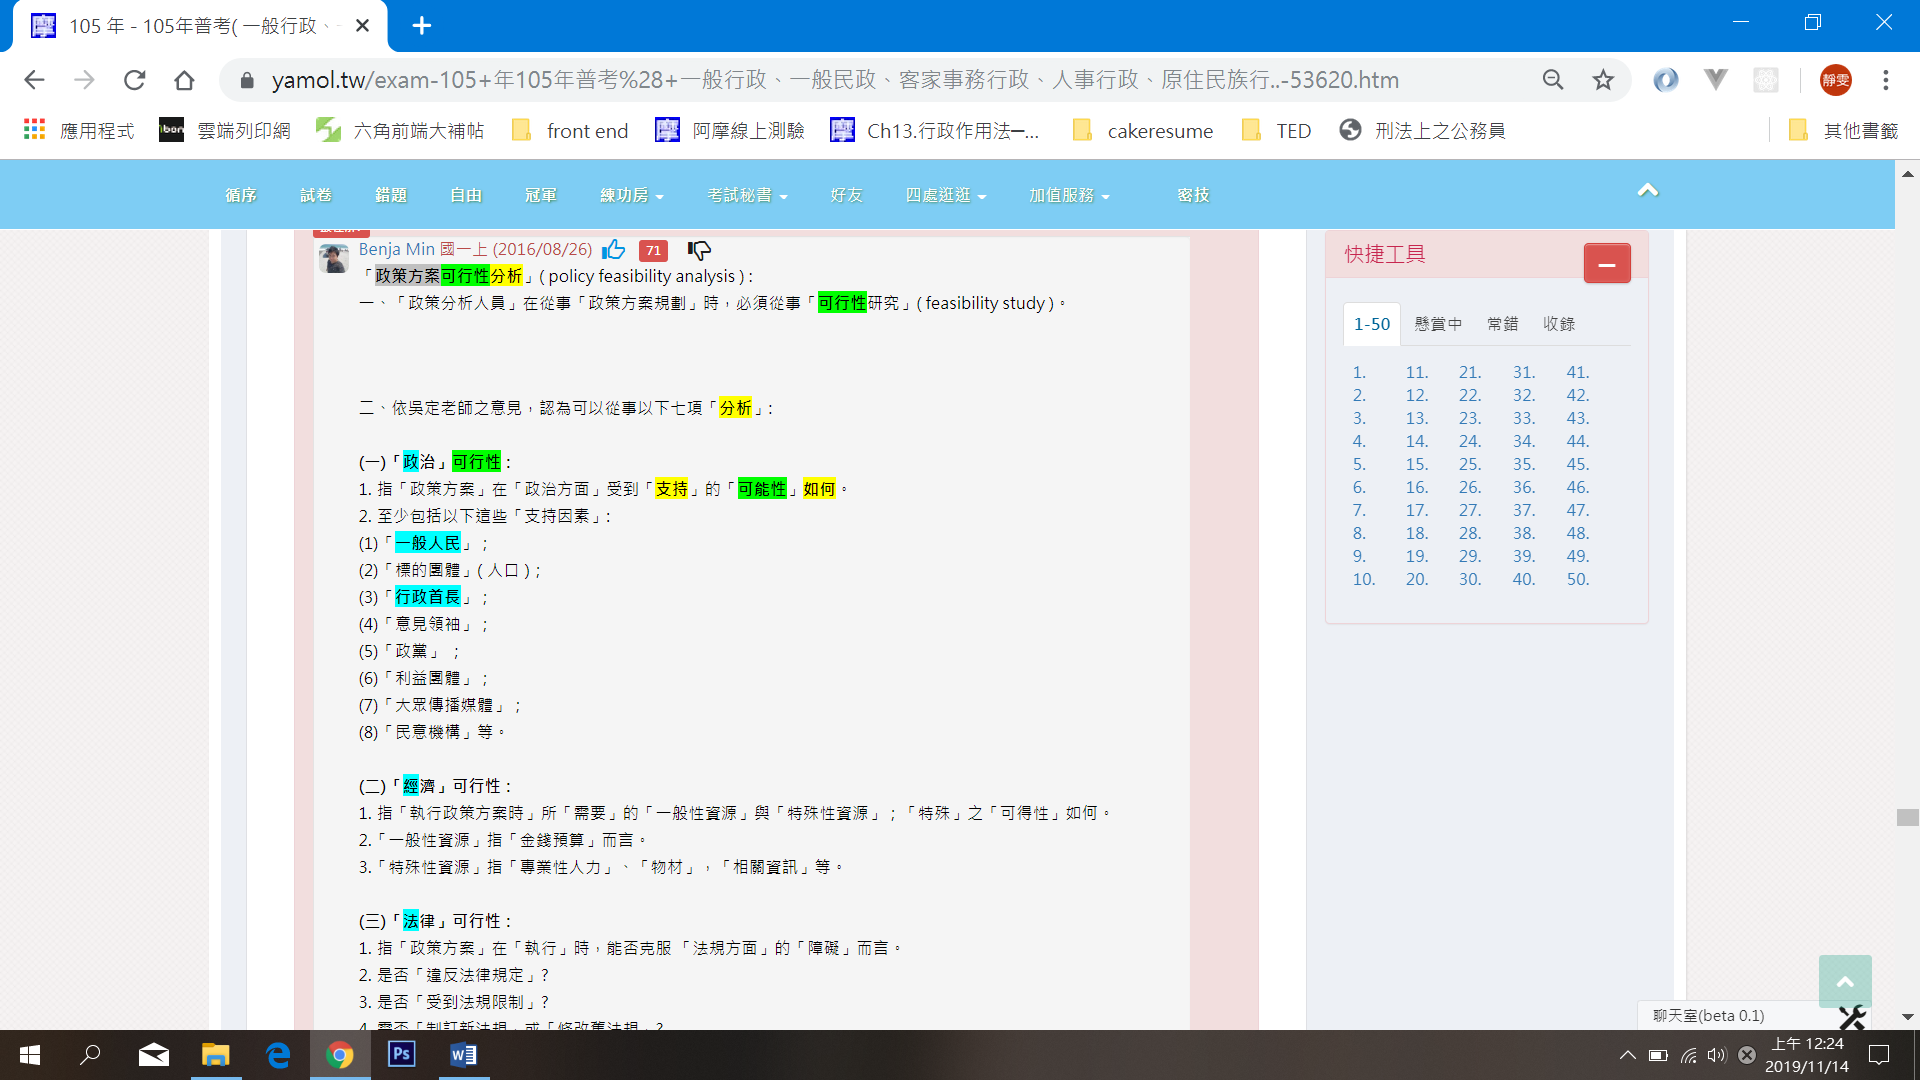 105 年 - 105年普考( 一般行政、
yamol.tw/exam-105+年105年普考%28+一般行政、一般民政、客家事務行政、人事行政、原住民族行..-53620.htm
靜雯
應用程式 ibon 雲端列印網 六角前端大補帖 front end 阿摩線上測驗 Ch13.行政作用法—... cakeresume TED 刑法上之公務員 其他書籤
循序 試卷 錯題 自由 冠軍 練功房 考試秘書 好友 四處逛逛 加值服務 密技
Benja Min 國一上 (2016/08/26) 71
「政策方案可行性分析」( policy feasibility analysis ) :
一、「政策分析人員」在從事「政策方案規劃」時，必須從事「可行性研究」( feasibility study )。
二、依吳定老師之意見，認為可以從事以下七項「分析」:
(一)「政治」可行性 :
1. 指「政策方案」在「政治方面」受到「支持」的「可能性」如何。
2. 至少包括以下這些「支持因素」:
(1)「一般人民」 ;
(2)「標的團體」( 人口 ) ;
(3)「行政首長」 ;
(4)「意見領袖」 ;
(5)「政黨」 ;
(6)「利益團體」 ;
(7)「大眾傳播媒體」 ;
(8)「民意機構」等。
(二)「經濟」可行性 :
1. 指「執行政策方案時」所「需要」的「一般性資源」與「特殊性資源」 ; 「特殊」之「可得性」如何。
2.「一般性資源」指「金錢預算」而言。
3.「特殊性資源」指「專業性人力」、「物材」，「相關資訊」等。
(三)「法律」可行性 :
1. 指「政策方案」在「執行」時，能否克服 「法規方面」的「障礙」而言。
2. 是否「違反法律規定」?
3. 是否「受到法規限制」?
4. 需否「制訂新法規」或「修改舊法規」?
快捷工具
1-50 懸賞中 常錯 收錄
1. 11. 21. 31. 41.
2. 12. 22. 32. 42.
3. 13. 23. 33. 43.
4. 14. 24. 34. 44.
5. 15. 25. 35. 45.
6. 16. 26. 36. 46.
7. 17. 27. 37. 47.
8. 18. 28. 38. 48.
9. 19. 29. 39. 49.
10. 20. 30. 40. 50.
聊天室(beta 0.1)
Ps
上午 12:24
2019/11/14